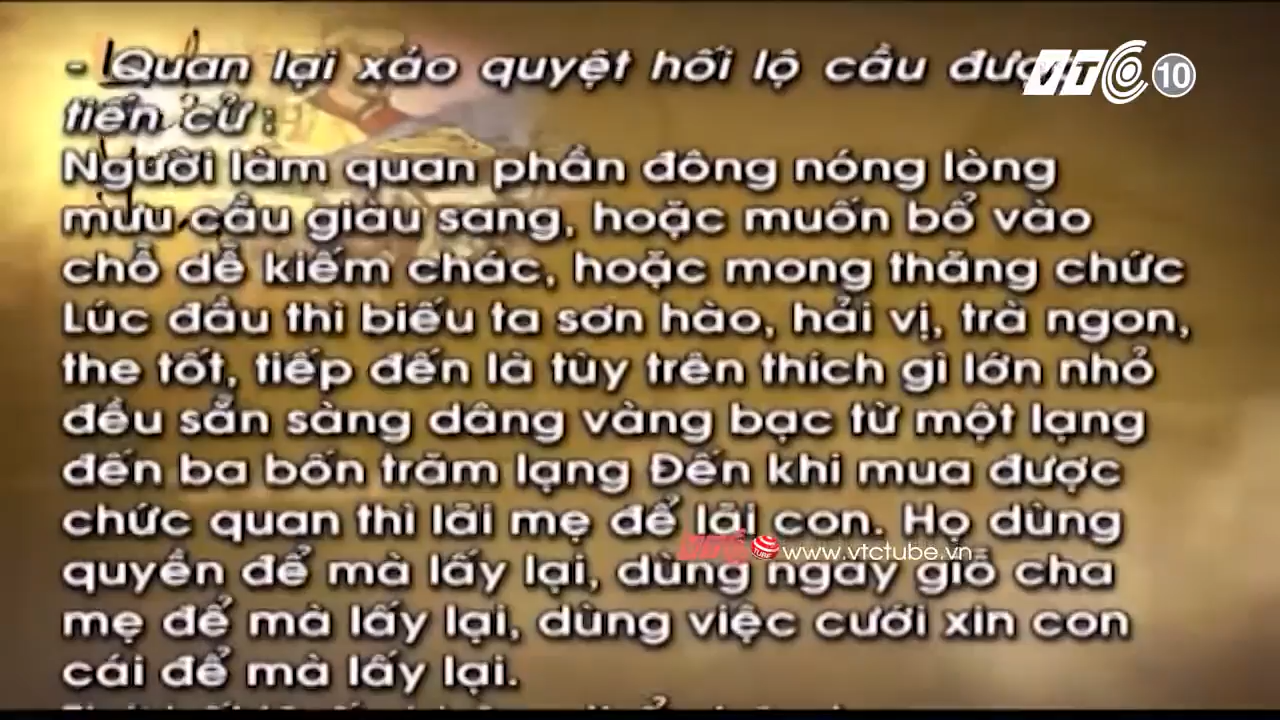 - Quan lại xảo quyệt hối lộ cầu được
tiến cử :
Người làm quan phần đông nóng lòng
mưu cầu giàu sang, hoặc muốn bổ vào
chỗ dễ kiếm chác, hoặc mong thăng chức
Lúc đầu thì biếu ta sơn hào, hải vị, trà ngon,
the tốt, tiếp đến là tùy trên thích gì lớn nhỏ
đều sẵn sàng dâng vàng bạc từ một lạng
đến ba bốn trăm lạng Đến khi mua được
chức quan thì lãi mẹ để lãi con. Họ dùng
quyền để mà lấy lại, dùng ngày giỗ cha
mẹ để mà lấy lại, dùng việc cưới xin con
cái để mà lấy lại.
VTC 10
www.vtctube.vn